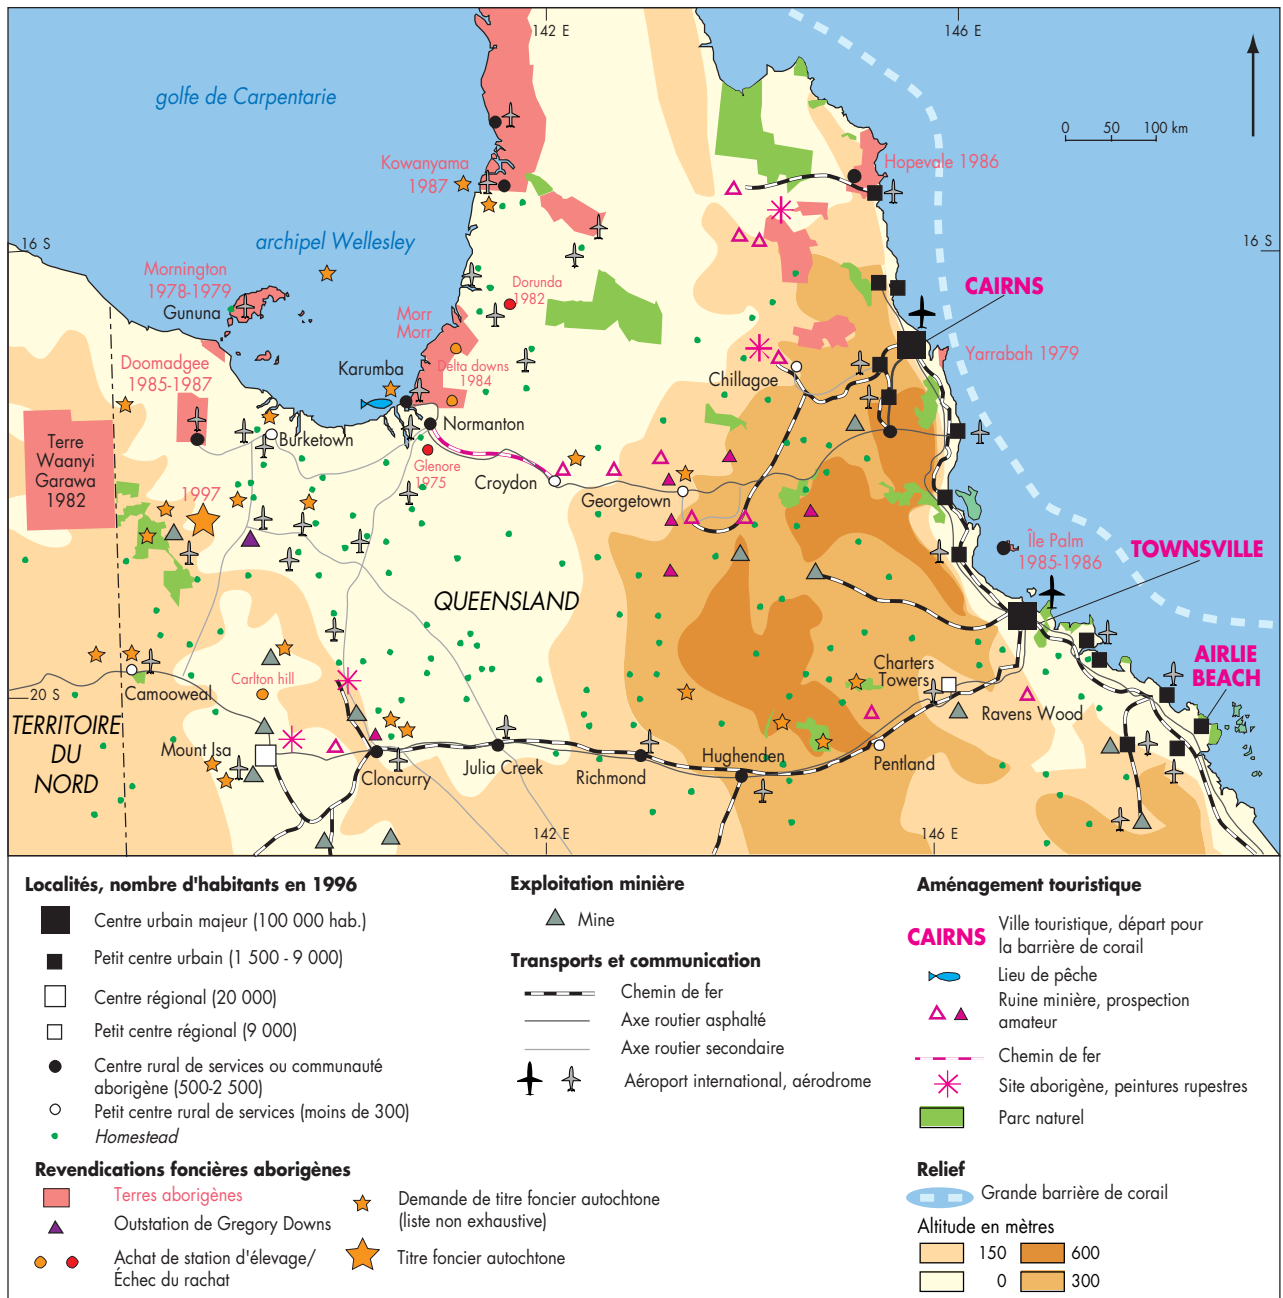 142 E
146 E
golfe de Carpentarie
0 50 100 km
Kowanyama
1987
Hopevale 1986
16 S
archipel Wellesley
16 S
Mornington
1978-1979
Gununa
Dorunda
1982
CAIRNS
Morr
Morr
Doomadgee
1985-1987
Karumba
Delta downs
1984
Yarrabah 1979
Chillagoe
Terre
Waanyi
Garawa
1982
Burketown
Normanton
Glenore
1975
Croydon
Georgetown
1997
Île Palm
1985-1986
TOWNSVILLE
QUEENSLAND
AIRLIE
BEACH
Charters
Towers
Carlton hill
20 S
Camooweal
Ravens Wood
TERRITOIRE
DU
NORD
Mount Isa
Cloncurry
Julia Creek
Richmond
Hughenden
Pentland
142 E
146 E
Localités, nombre d'habitants en 1996
Centre urbain majeur (100 000 hab.)
Petit centre urbain (1 500 - 9 000)
Centre régional (20 000)
Petit centre régional (9 000)
Centre rural de services ou communauté
aborigène (500-2 500)
Petit centre rural de services (moins de 300)
Homestead
Revendications foncières aborigènes
Terres aborigènes
Outstation de Gregory Downs
Achat de station d'élevage/
Échec du rachat
Demande de titre foncier autochtone
(liste non exhaustive)
Titre foncier autochtone
Exploitation minière
Mine
Transports et communication
Chemin de fer
Axe routier asphalté
Axe routier secondaire
Aéroport international, aérodrome
Aménagement touristique
CAIRNS Ville touristique, départ pour
la barrière de corail
Lieu de pêche
Ruine minière, prospection
amateur
Chemin de fer
Site aborigène, peintures rupestres
Parc naturel
Relief
Grande barrière de corail
Altitude en mètres
150 600
0 300